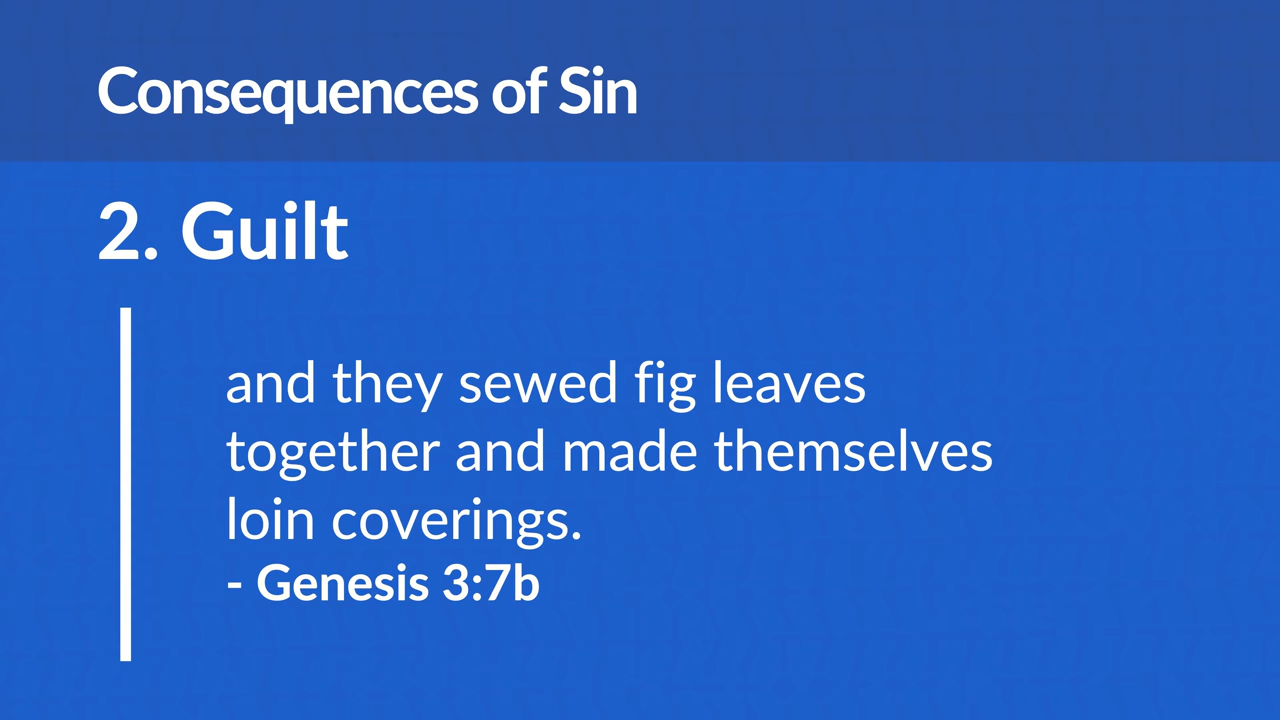 Consequences of Sin
2. Guilt
and they sewed fig leaves
together and made themselves
loin coverings.
- Genesis 3:7b